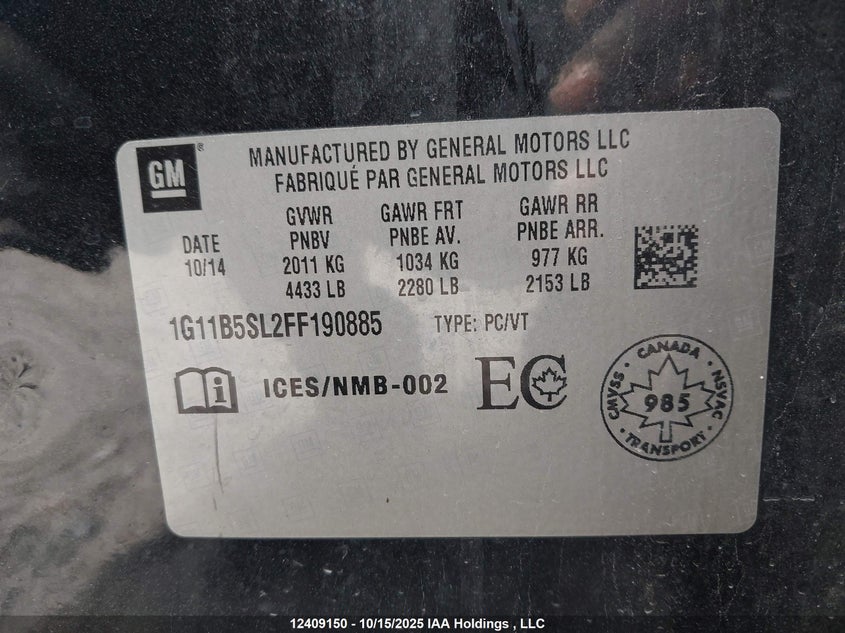 GM ®
MANUFACTURED BY GENERAL MOTORS LLC
FABRIQUÉ PAR GENERAL MOTORS LLC
DATE
10/14
GVWR
PNBV
2011 KG
4433 LB
GAWR FRT
PNBE AV.
1034 KG
2280 LB
GAWR RR
PNBE ARR.
977 KG
2153 LB
1G11B5SL2FF190885 TYPE: PC/VT
i ICES/NMB-002 EC
CANADA
CMVSS
985
NSVAC
TRANSPORT
12409150 - 10/15/2025 IAA Holdings , LLC